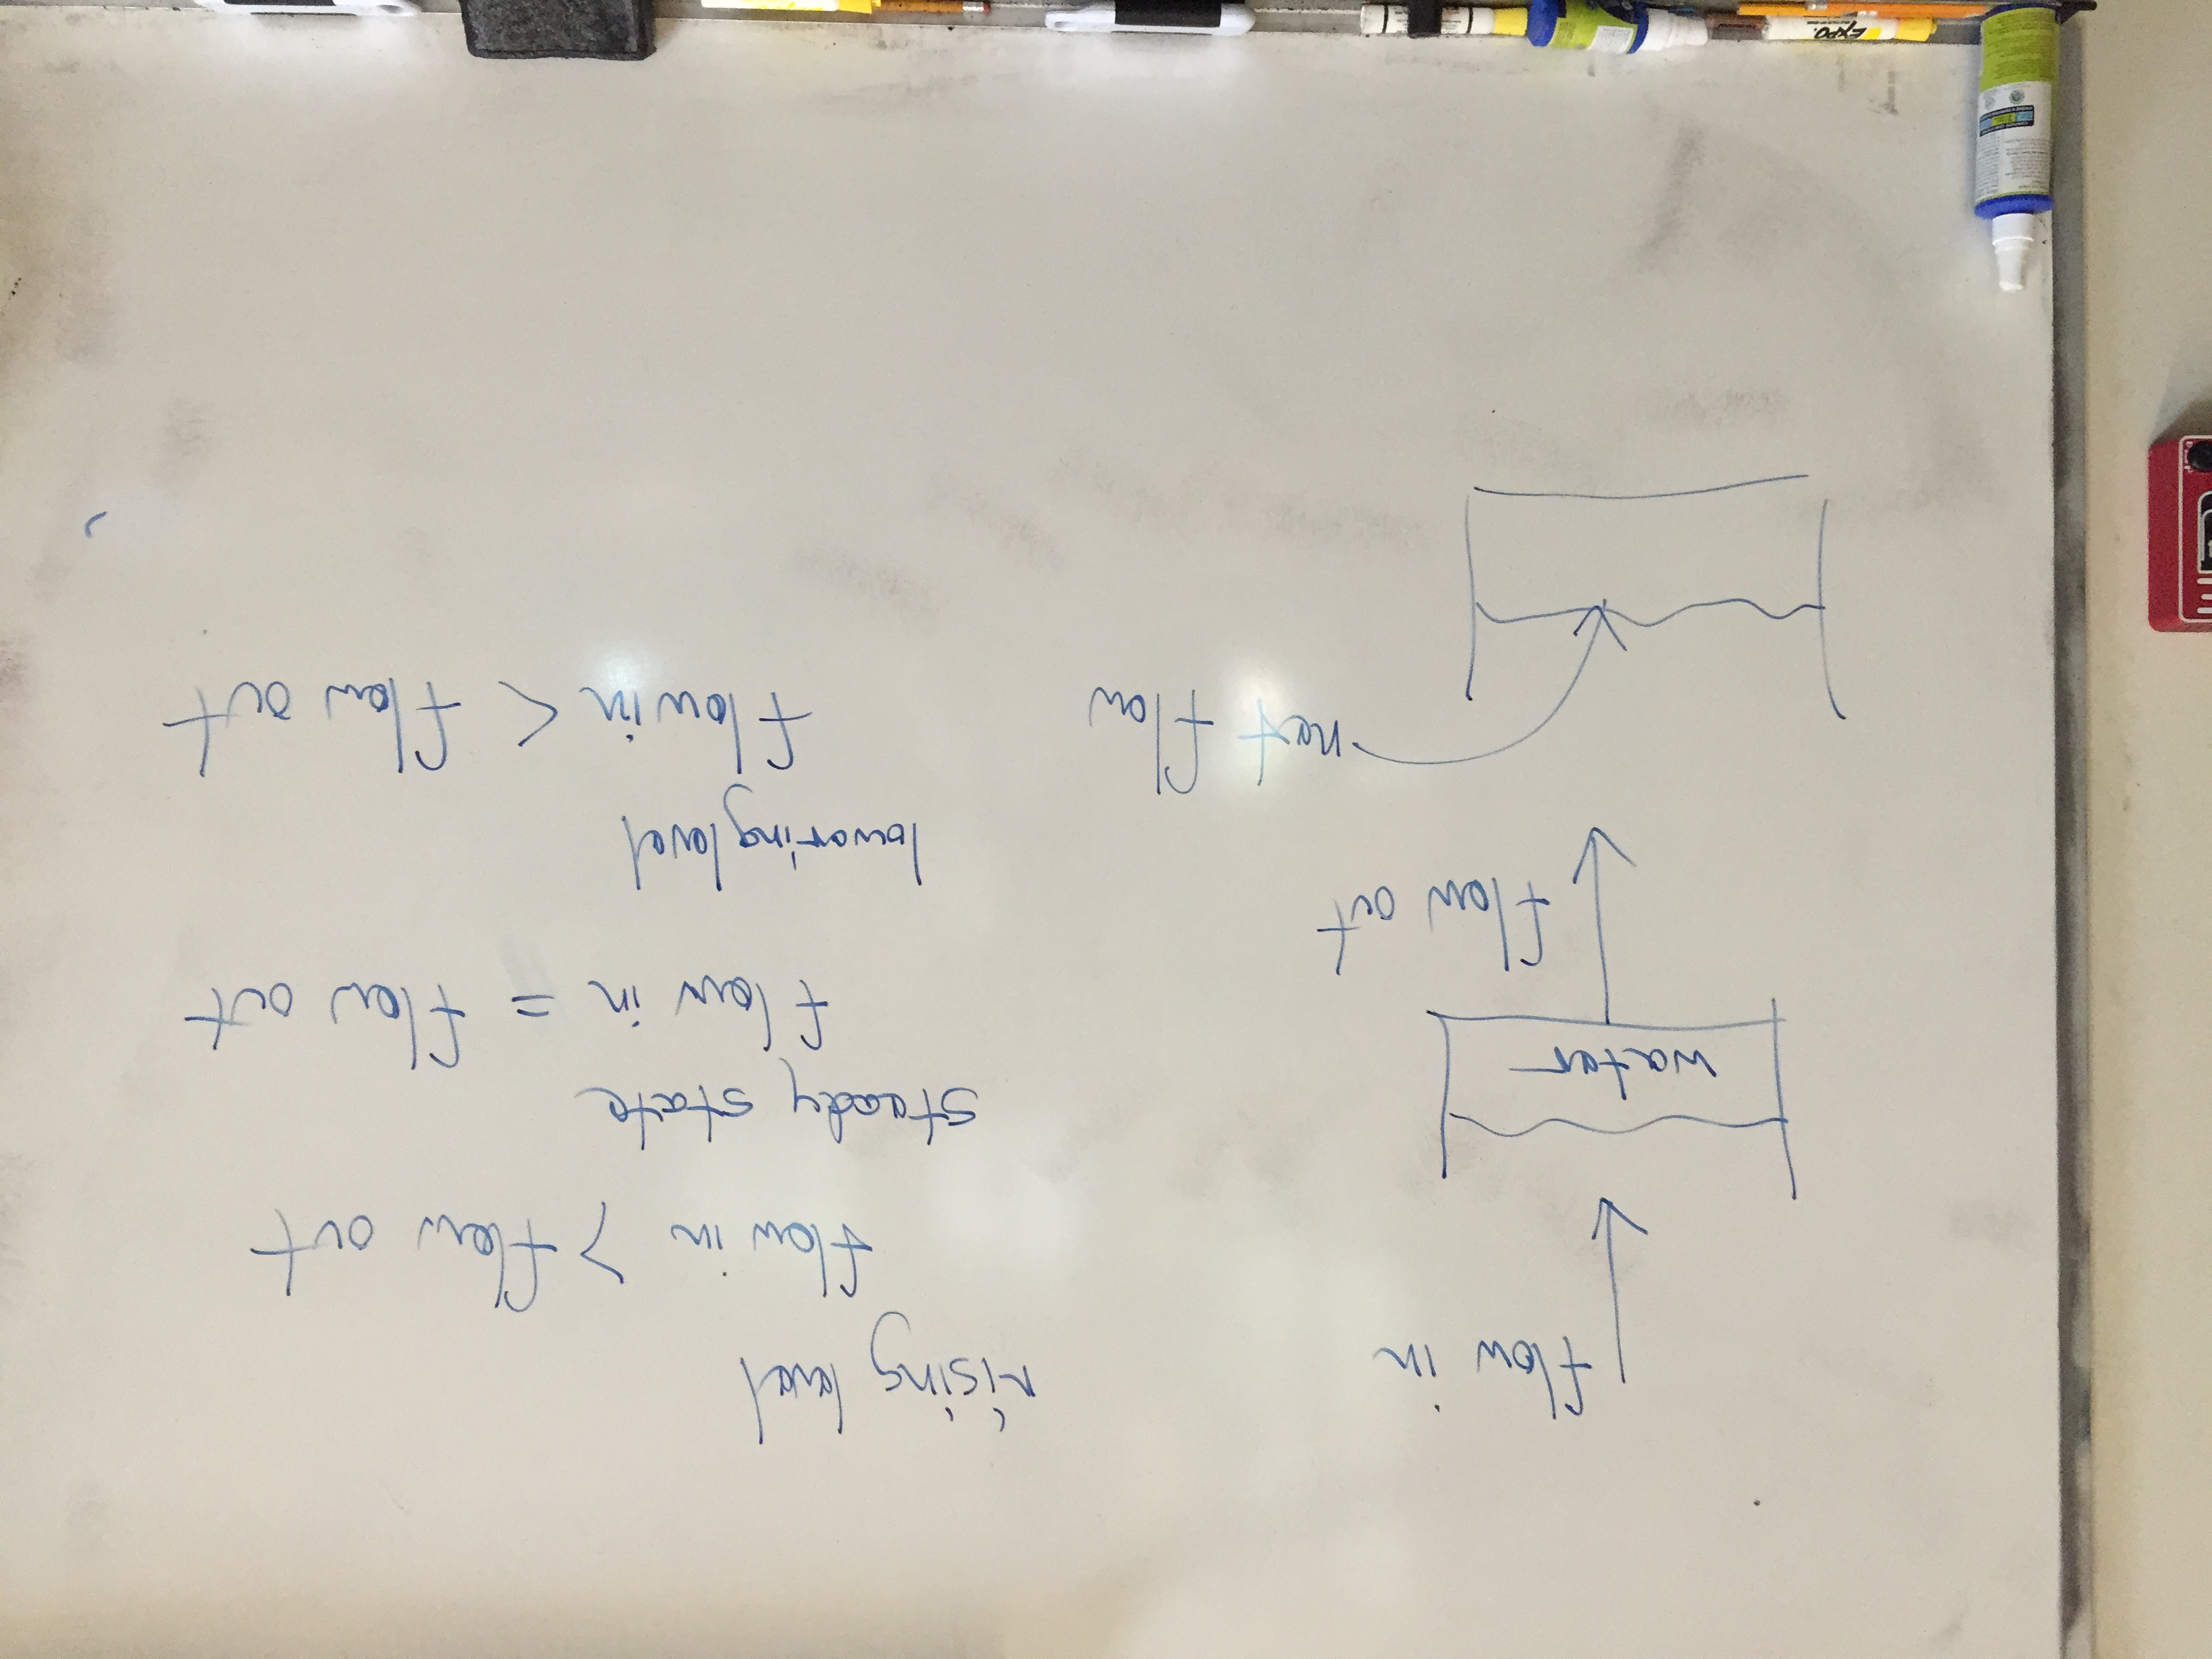 flow in
water
flow out
net flow
rising level
flow in > flow out
steady state
flow in = flow out
lowering level
flow in < flow out
EXPO